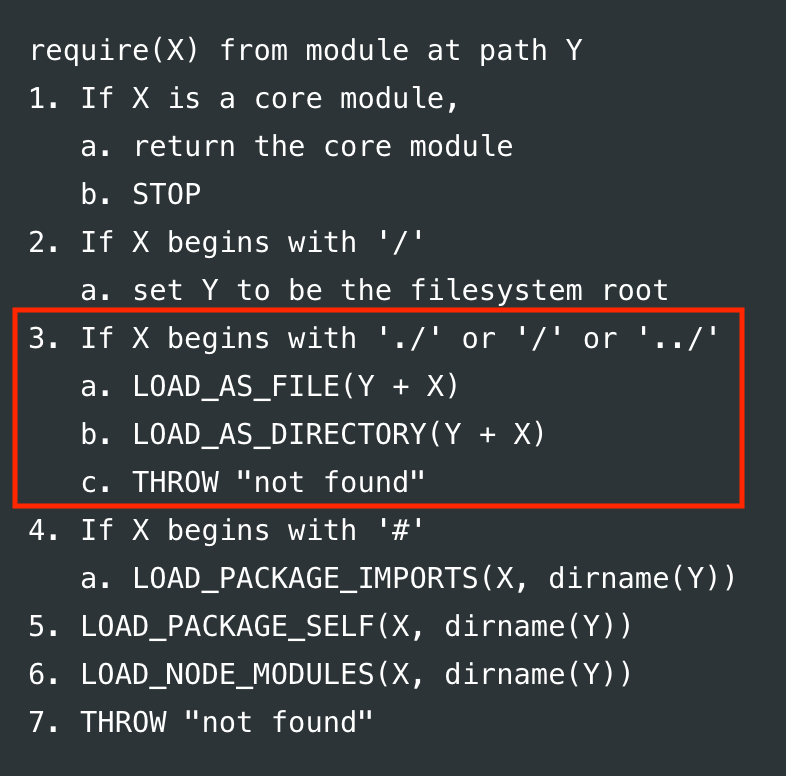 require(X) from module at path Y
1. If X is a core module,
   a. return the core module
   b. STOP
2. If X begins with '/'
   a. set Y to be the filesystem root
3. If X begins with './' or '/' or '../'
   a. LOAD_AS_FILE(Y + X)
   b. LOAD_AS_DIRECTORY(Y + X)
   c. THROW "not found"
4. If X begins with '#'
   a. LOAD_PACKAGE_IMPORTS(X, dirname(Y))
5. LOAD_PACKAGE_SELF(X, dirname(Y))
6. LOAD_NODE_MODULES(X, dirname(Y))
7. THROW "not found"